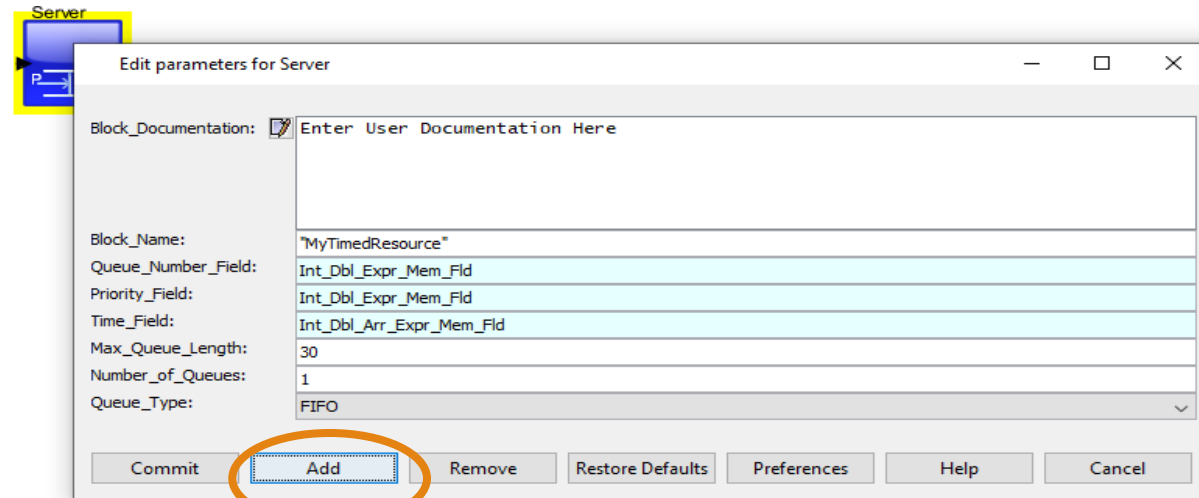 Server
P
Edit parameters for Server
Block_Documentation: Enter User Documentation Here
Block_Name: "MyTimedResource"
Queue_Number_Field: Int_Dbl_Expr_Mem_Fld
Priority_Field: Int_Dbl_Expr_Mem_Fld
Time_Field: Int_Dbl_Arr_Expr_Mem_Fld
Max_Queue_Length: 30
Number_of_Queues: 1
Queue_Type: FIFO
Commit Add Remove Restore Defaults Preferences Help Cancel